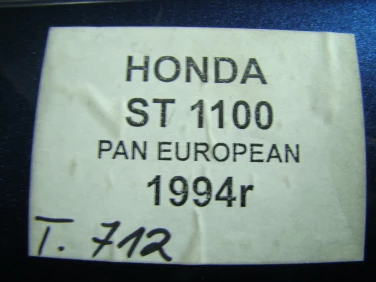 HONDA
ST 1100
PAN EUROPEAN
1994r
T. 712